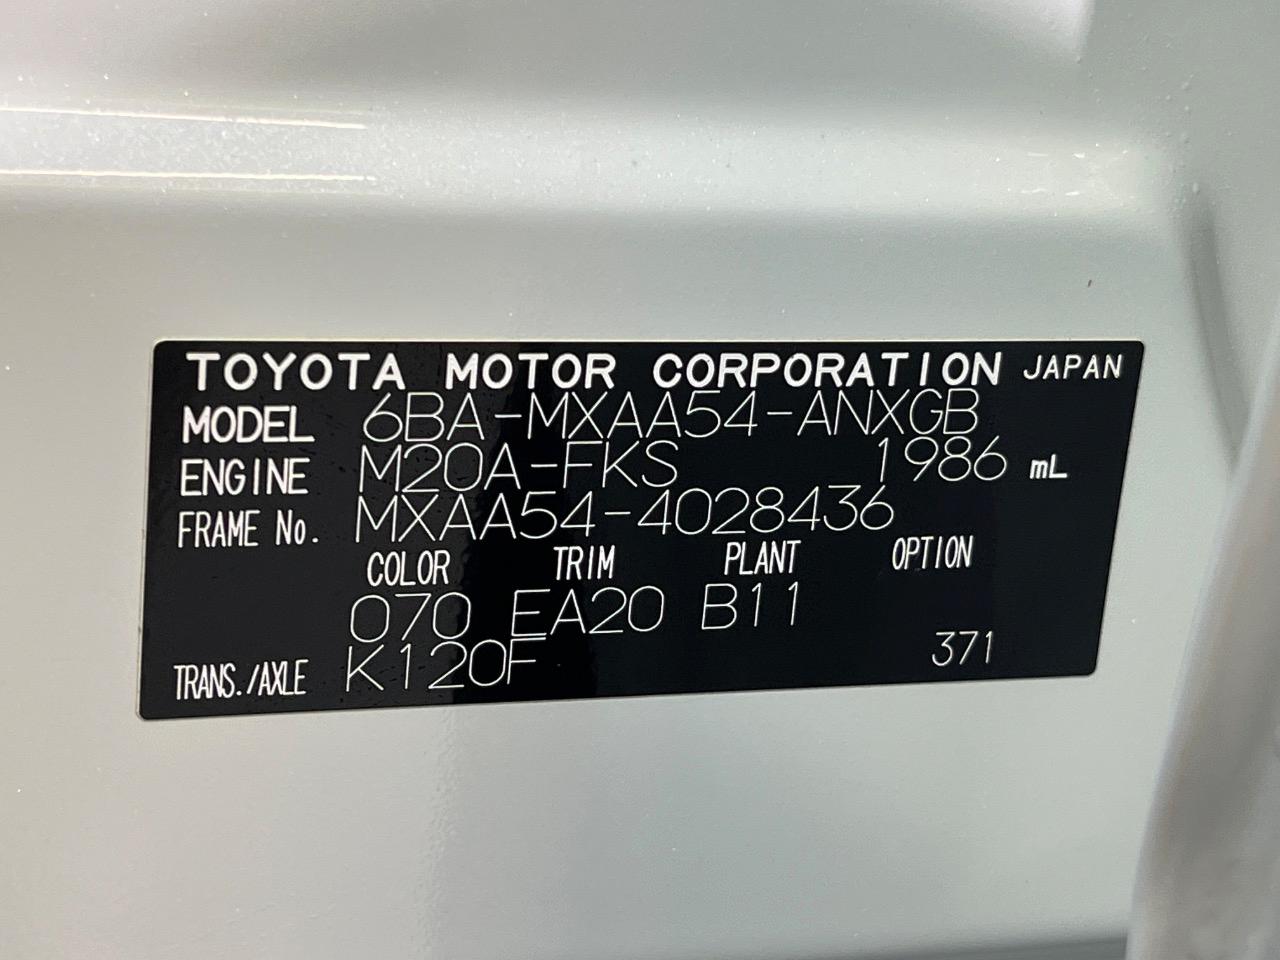 TOYOTA MOTOR CORPORATION JAPAN
MODEL 6BA-MXAA54-ANXGB
ENGINE M20A-FKS 1986 mL
FRAME No. MXAA54-4028436
COLOR TRIM PLANT OPTION
070 EA20 B11
TRANS./AXLE K120F 371